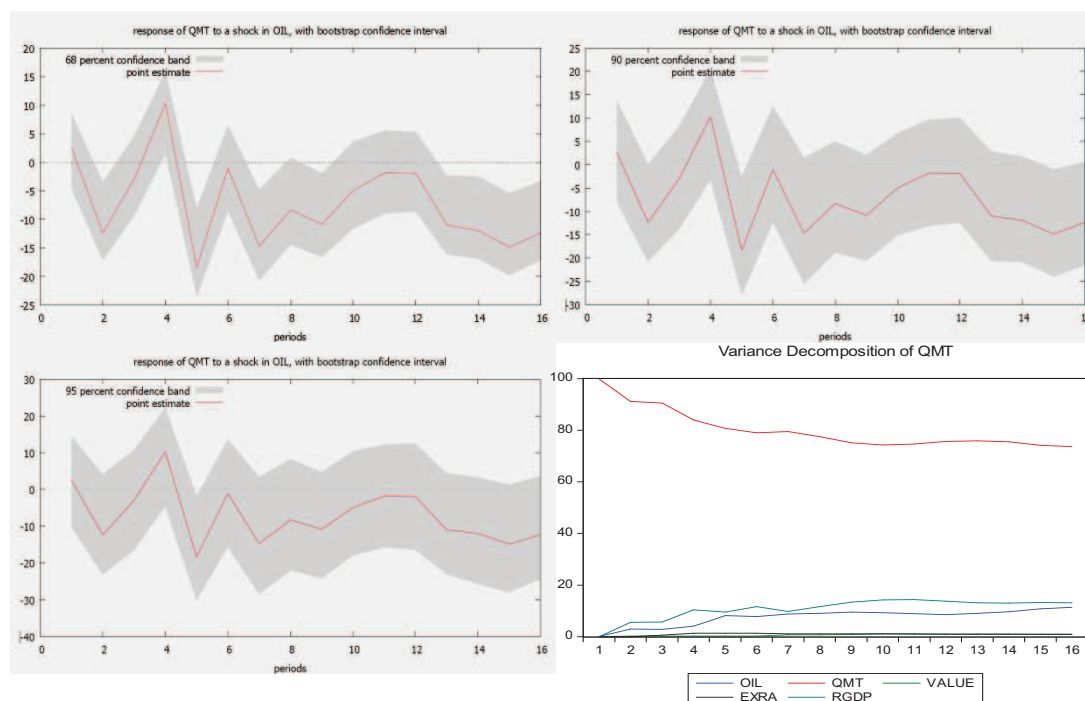 response of QMT to a shock in OIL, with bootstrap confidence interval
68 percent confidence band
point estimate
20
15
10
5
0
-5
-10
-15
-20
-25
0 2 4 6 8 10 12 14 16
periods
response of QMT to a shock in OIL, with bootstrap confidence interval
90 percent confidence band
point estimate
25
20
15
10
5
0
-5
-10
-15
-20
-25
-30
0 2 4 6 8 10 12 14
periods
response of QMT to a shock in OIL, with bootstrap confidence interval
95 percent confidence band
point estimate
30
20
10
0
-10
-20
-30
-40
0 2 4 6 8 10 12 14 16
periods
Variance Decomposition of QMT
100
80
60
40
20
0
1 2 3 4 5 6 7 8 9 10 11 12 13 14 15 16
OIL QMT VALUE
EXRA RGDP